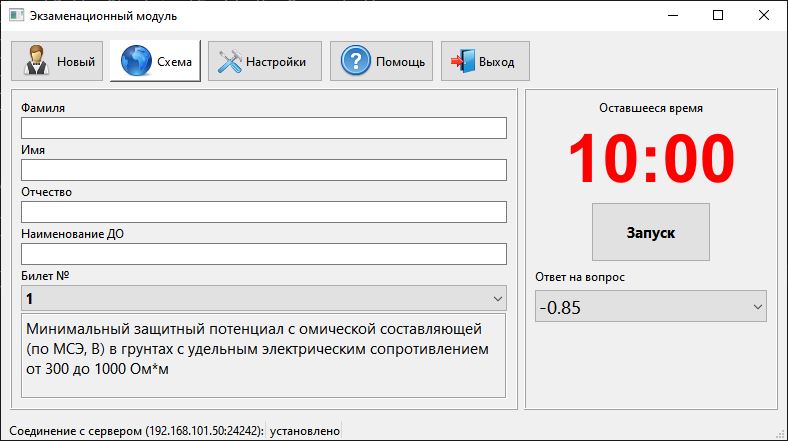 Экзаменационный модуль
Новый
Схема
Настройки
Помощь
Выход
Фамиля
Имя
Отчество
Наименование ДО
Билет №
1
Минимальный защитный потенциал с омической составляющей
(по МСЭ, В) в грунтах с удельным электрическим сопротивлением
от 300 до 1000 Ом*м
Оставшееся время
10:00
Запуск
Ответ на вопрос
-0.85
Соединение с сервером (192.168.101.50:24242): установлено